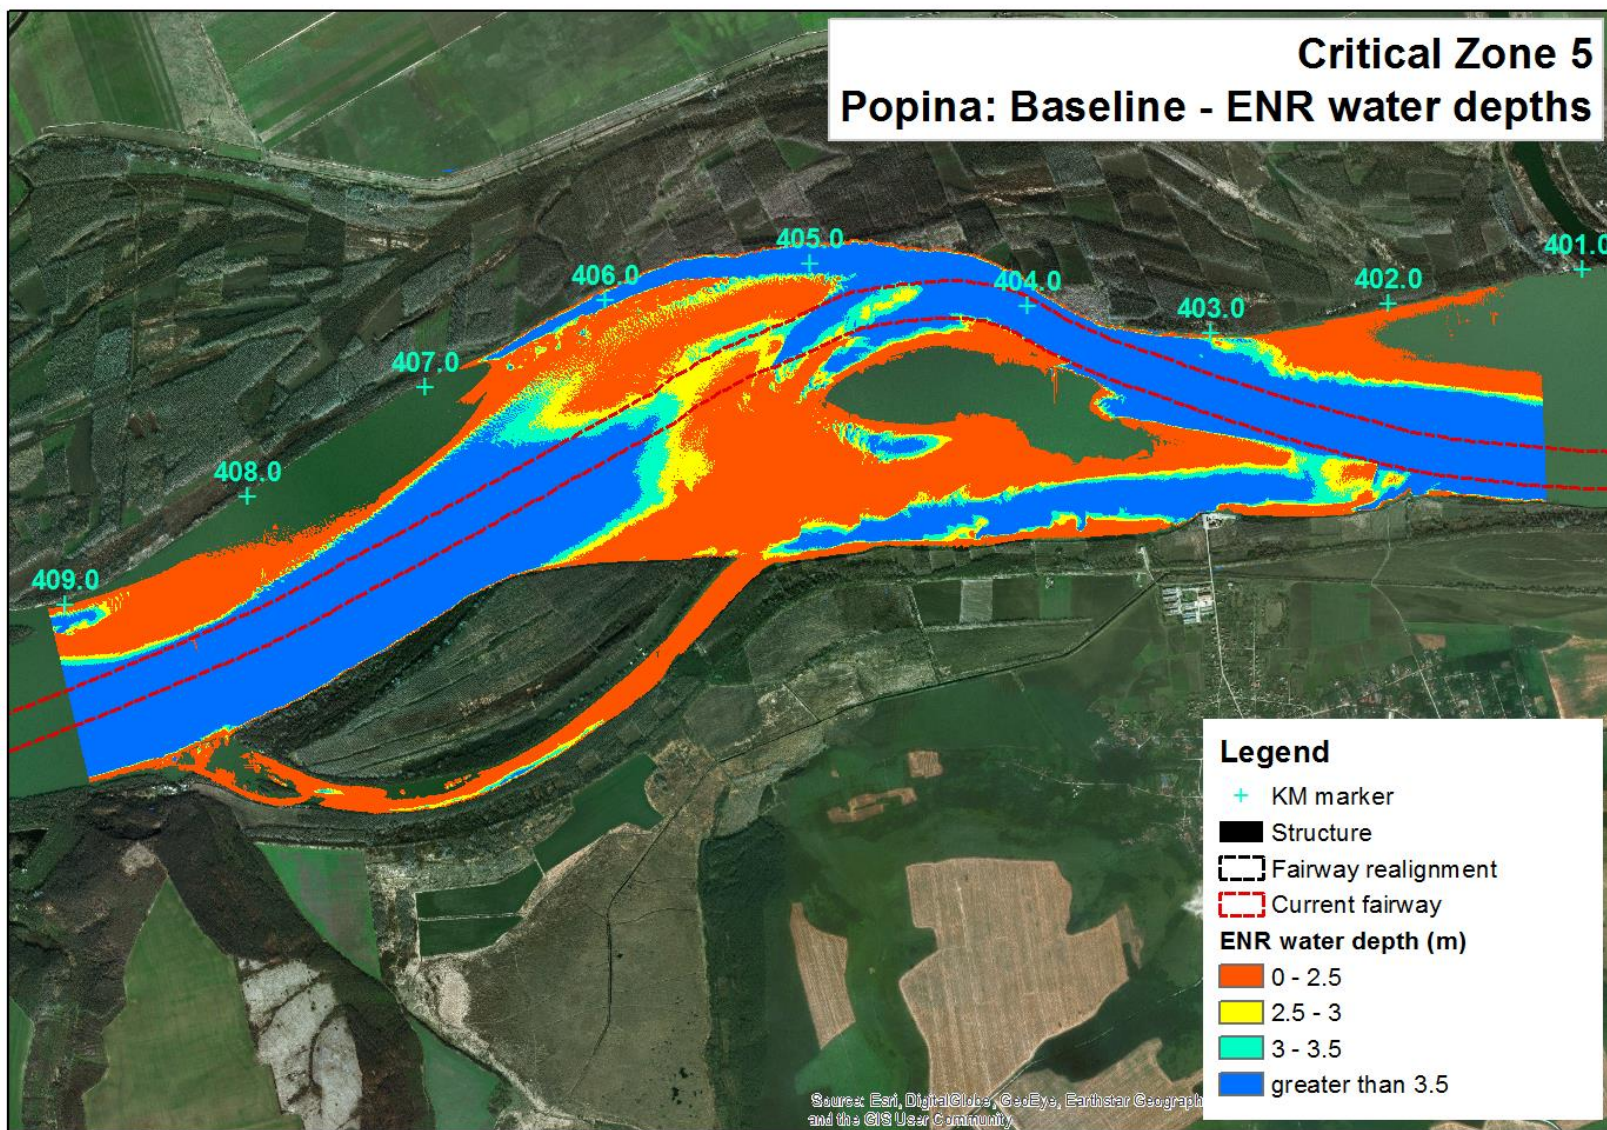 Critical Zone 5
Popina: Baseline - ENR water depths
405.0
401.0
406.0
404.0
402.0
403.0
407.0
408.0
409.0
Legend
KM marker
Structure
Fairway realignment
Current fairway
ENR water depth (m)
0 - 2.5
2.5 - 3
3 - 3.5
greater than 3.5
Source: Esri, DigitalGlobe, GeoEye, Earthstar Geograph
and the GIS User Community